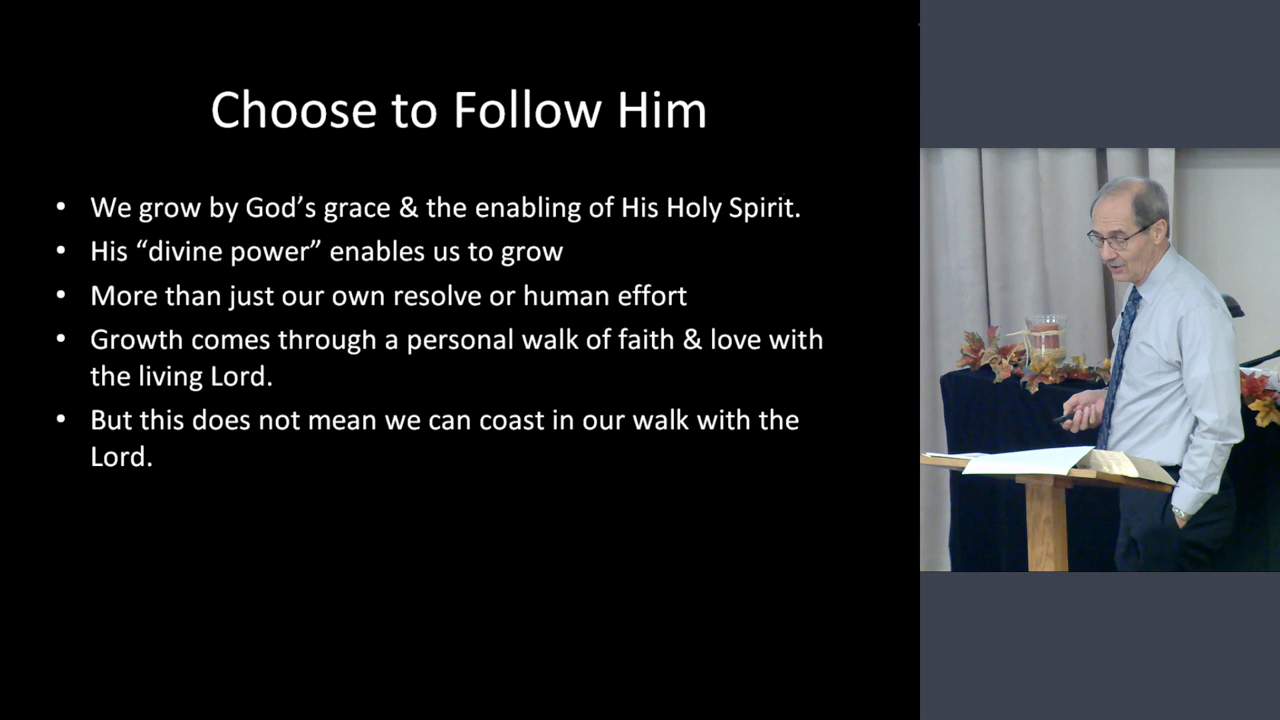 Choose to Follow Him
• We grow by God’s grace & the enabling of His Holy Spirit.
• His “divine power” enables us to grow
• More than just our own resolve or human effort
• Growth comes through a personal walk of faith & love with
the living Lord.
• But this does not mean we can coast in our walk with the
Lord.